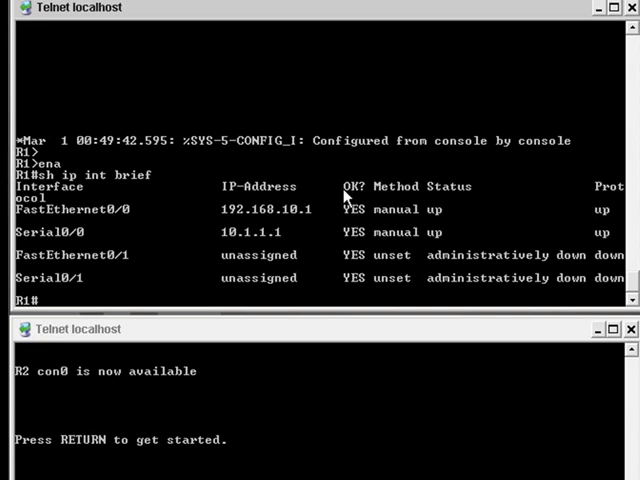 Telnet localhost
*Mar  1 00:49:42.595: %SYS-5-CONFIG_I: Configured from console by console
R1>
R1>ena
R1#sh ip int brief
Interface                  IP-Address      OK? Method Status                Prot
ocol
FastEthernet0/0            192.168.10.1    YES manual up                    up
Serial0/0                  10.1.1.1        YES manual up                    up
FastEthernet0/1            unassigned      YES unset  administratively down down
Serial0/1                  unassigned      YES unset  administratively down down
R1#
Telnet localhost
R2 con0 is now available
Press RETURN to get started.